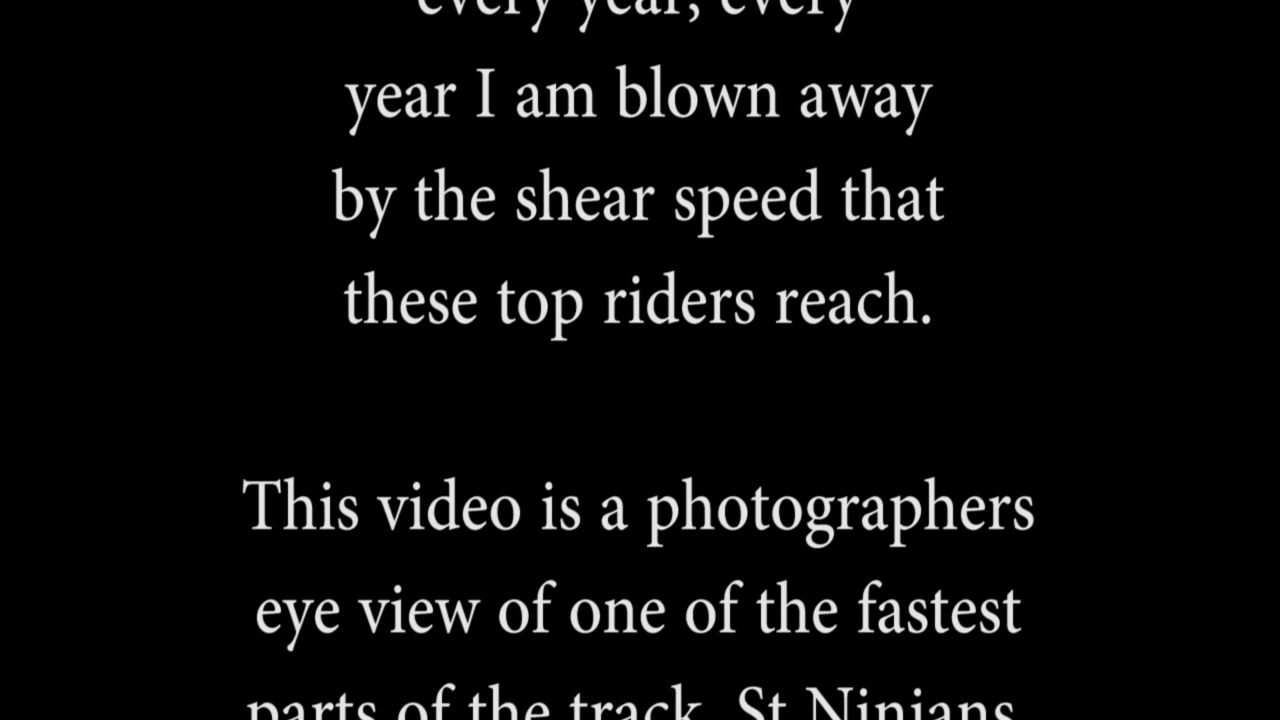 every year, every
year I am blown away
by the shear speed that
these top riders reach.
This video is a photographers
eye view of one of the fastest
parts of the track, St Ninians